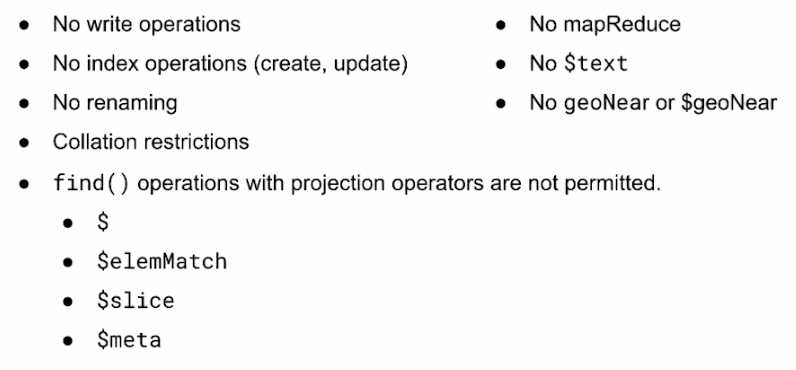 No write operations
No index operations (create, update)
No renaming
Collation restrictions
find() operations with projection operators are not permitted.
$
$elemMatch
$slice
$meta
No mapReduce
No $text
No geoNear or $geoNear